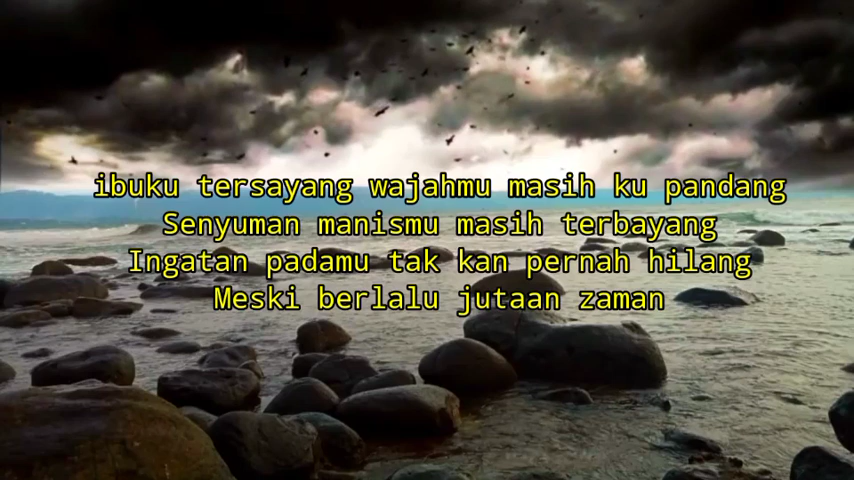 ibuku tersayang wajahmu masih ku pandang
Senyuman manismu masih terbayang
Ingatan padamu tak kan pernah hilang
Meski berlalu jutaan zaman